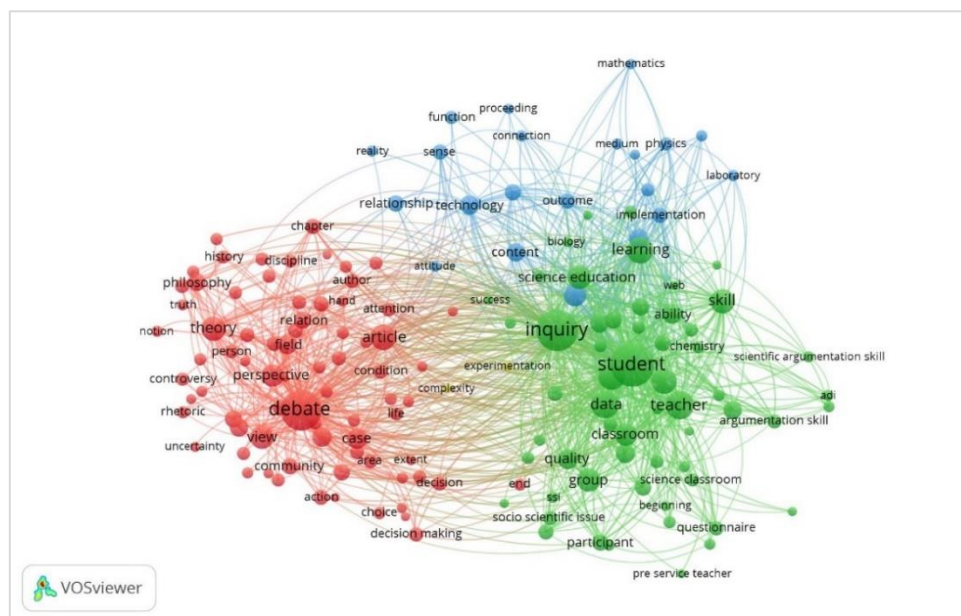 mathematics
proceeding
function
connection
medium
physics
reality
sense
laboratory
relationship
technology
outcome
implementation
chapter
history
discipline
biology
learning
content
attitude
science education
philosophy
author
web
truth
hand
attention
success
skill
ability
notion
theory
relation
article
inquiry
person
field
chemistry
scientific argumentation skill
controversy
perspective
condition
experimentation
student
complexity
adi
rhetoric
debate
life
data
teacher
argumentation skill
view
case
classroom
uncertainty
community
area
extent
quality
science classroom
action
decision
end
group
ssi
beginning
choice
socio scientific issue
questionnaire
decision making
participant
pre service teacher
VOSviewer